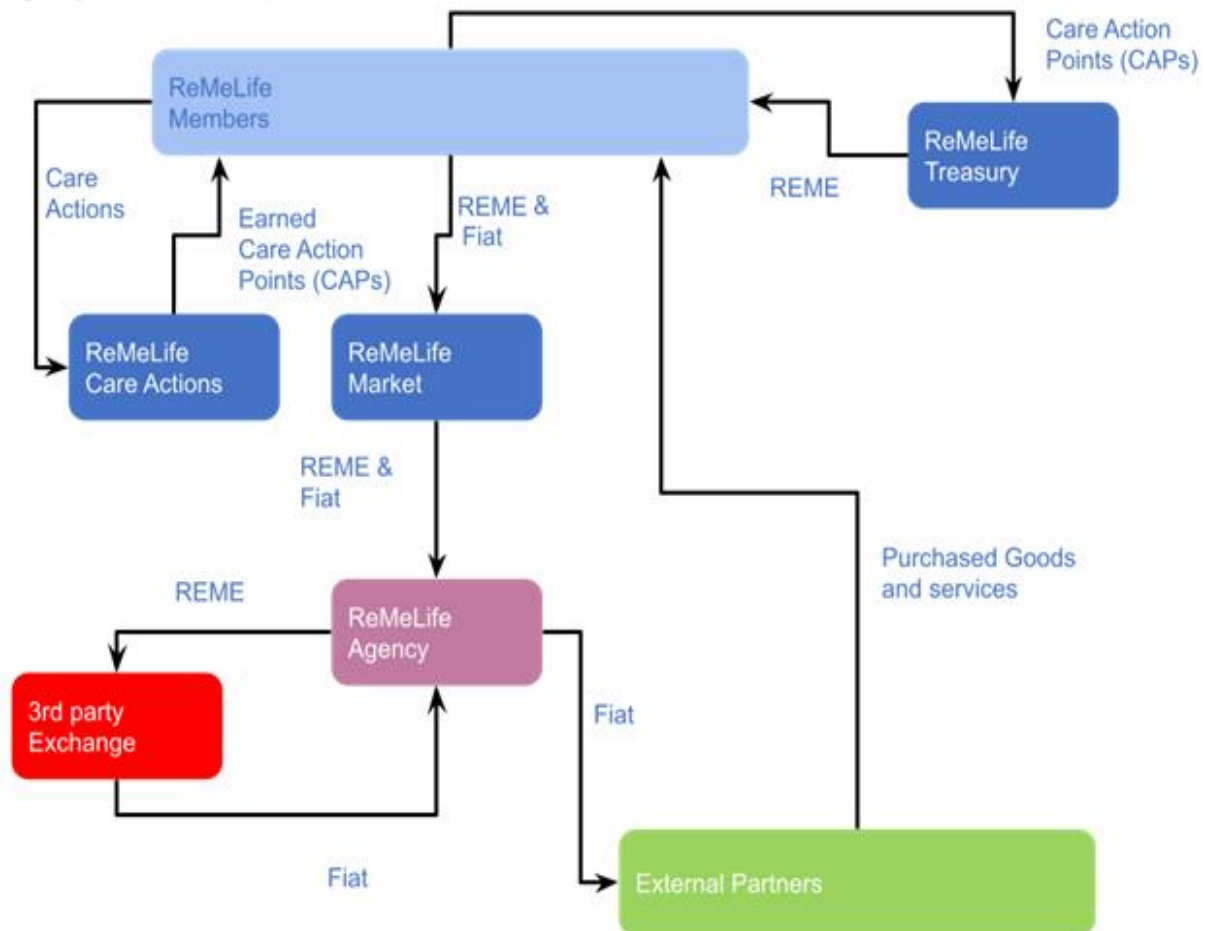 Care Action
Points (CAPs)
ReMeLife
Members
ReMeLife
Treasury
REME
Care
Actions
Earned
Care Action
Points (CAPs)
REME &
Fiat
ReMeLife
Care Actions
ReMeLife
Market
REME &
Fiat
Purchased Goods
and services
REME
ReMeLife
Agency
3rd party
Exchange
Fiat
Fiat
External Partners